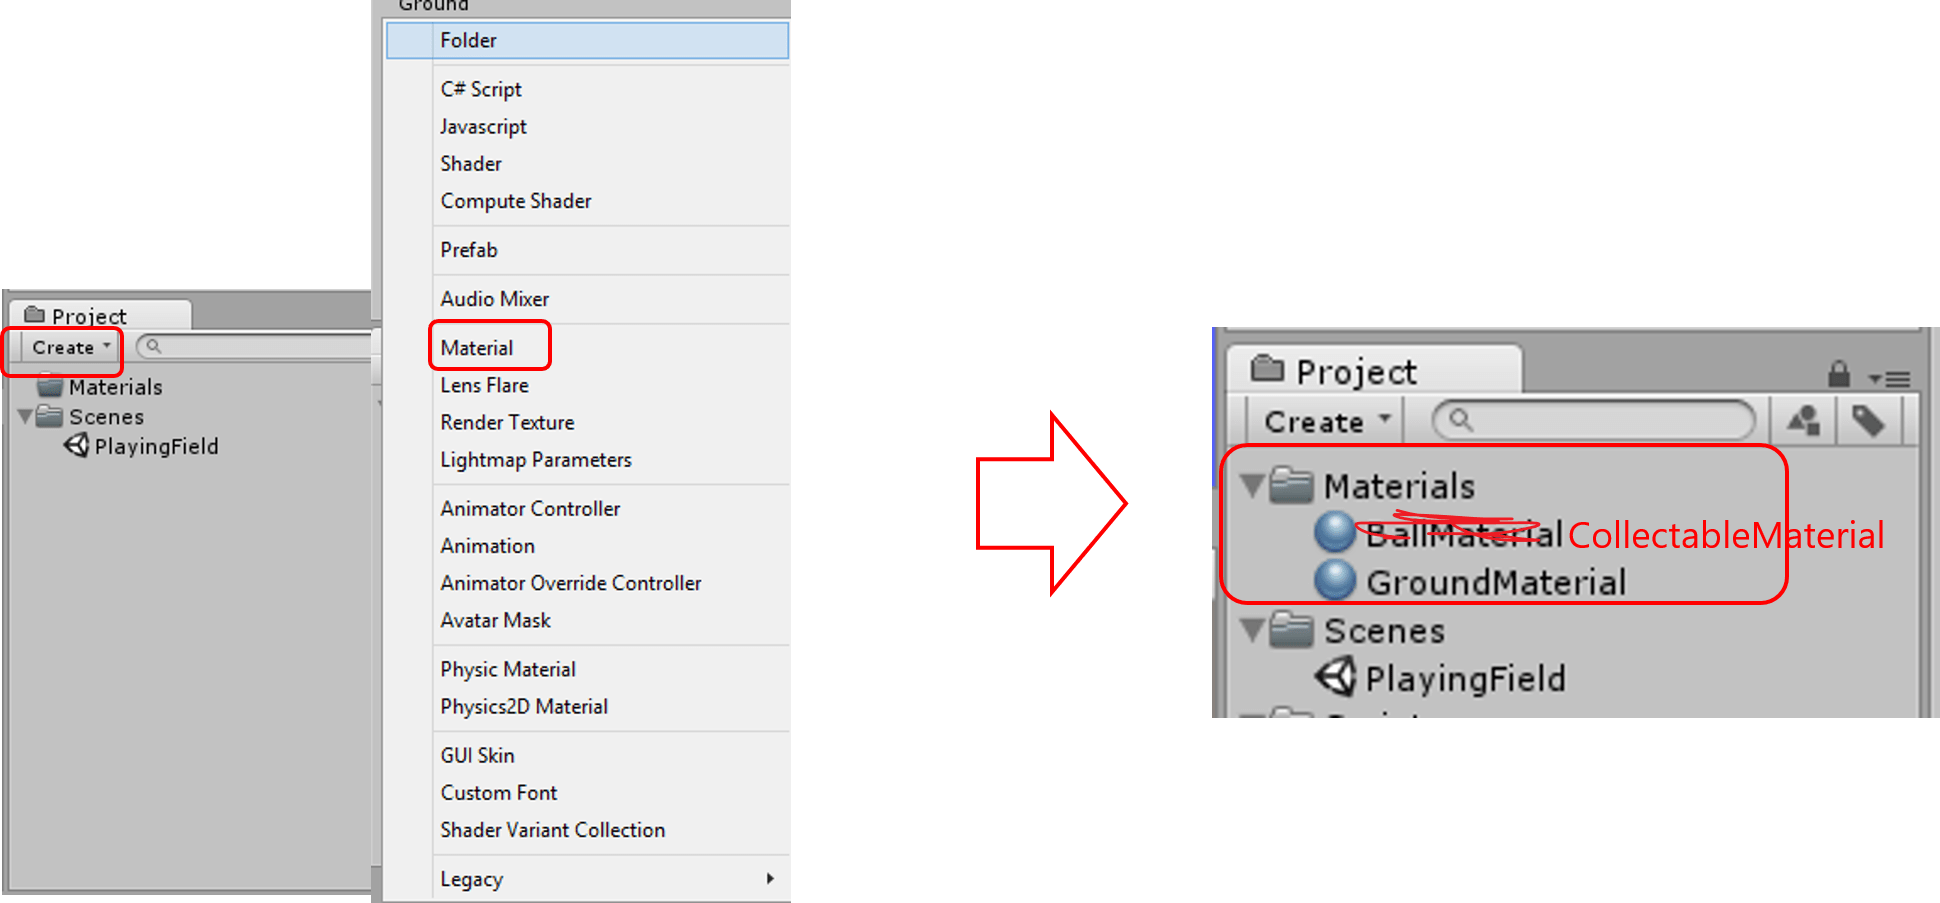 Project
Create
Materials
Scenes
PlayingField
Ground
Folder
C# Script
Javascript
Shader
Compute Shader
Prefab
Audio Mixer
Material
Lens Flare
Render Texture
Lightmap Parameters
Animator Controller
Animation
Animator Override Controller
Avatar Mask
Physic Material
Physics2D Material
GUI Skin
Custom Font
Shader Variant Collection
Legacy
Project
Create
Materials
BallMaterial CollectableMaterial
GroundMaterial
Scenes
PlayingField